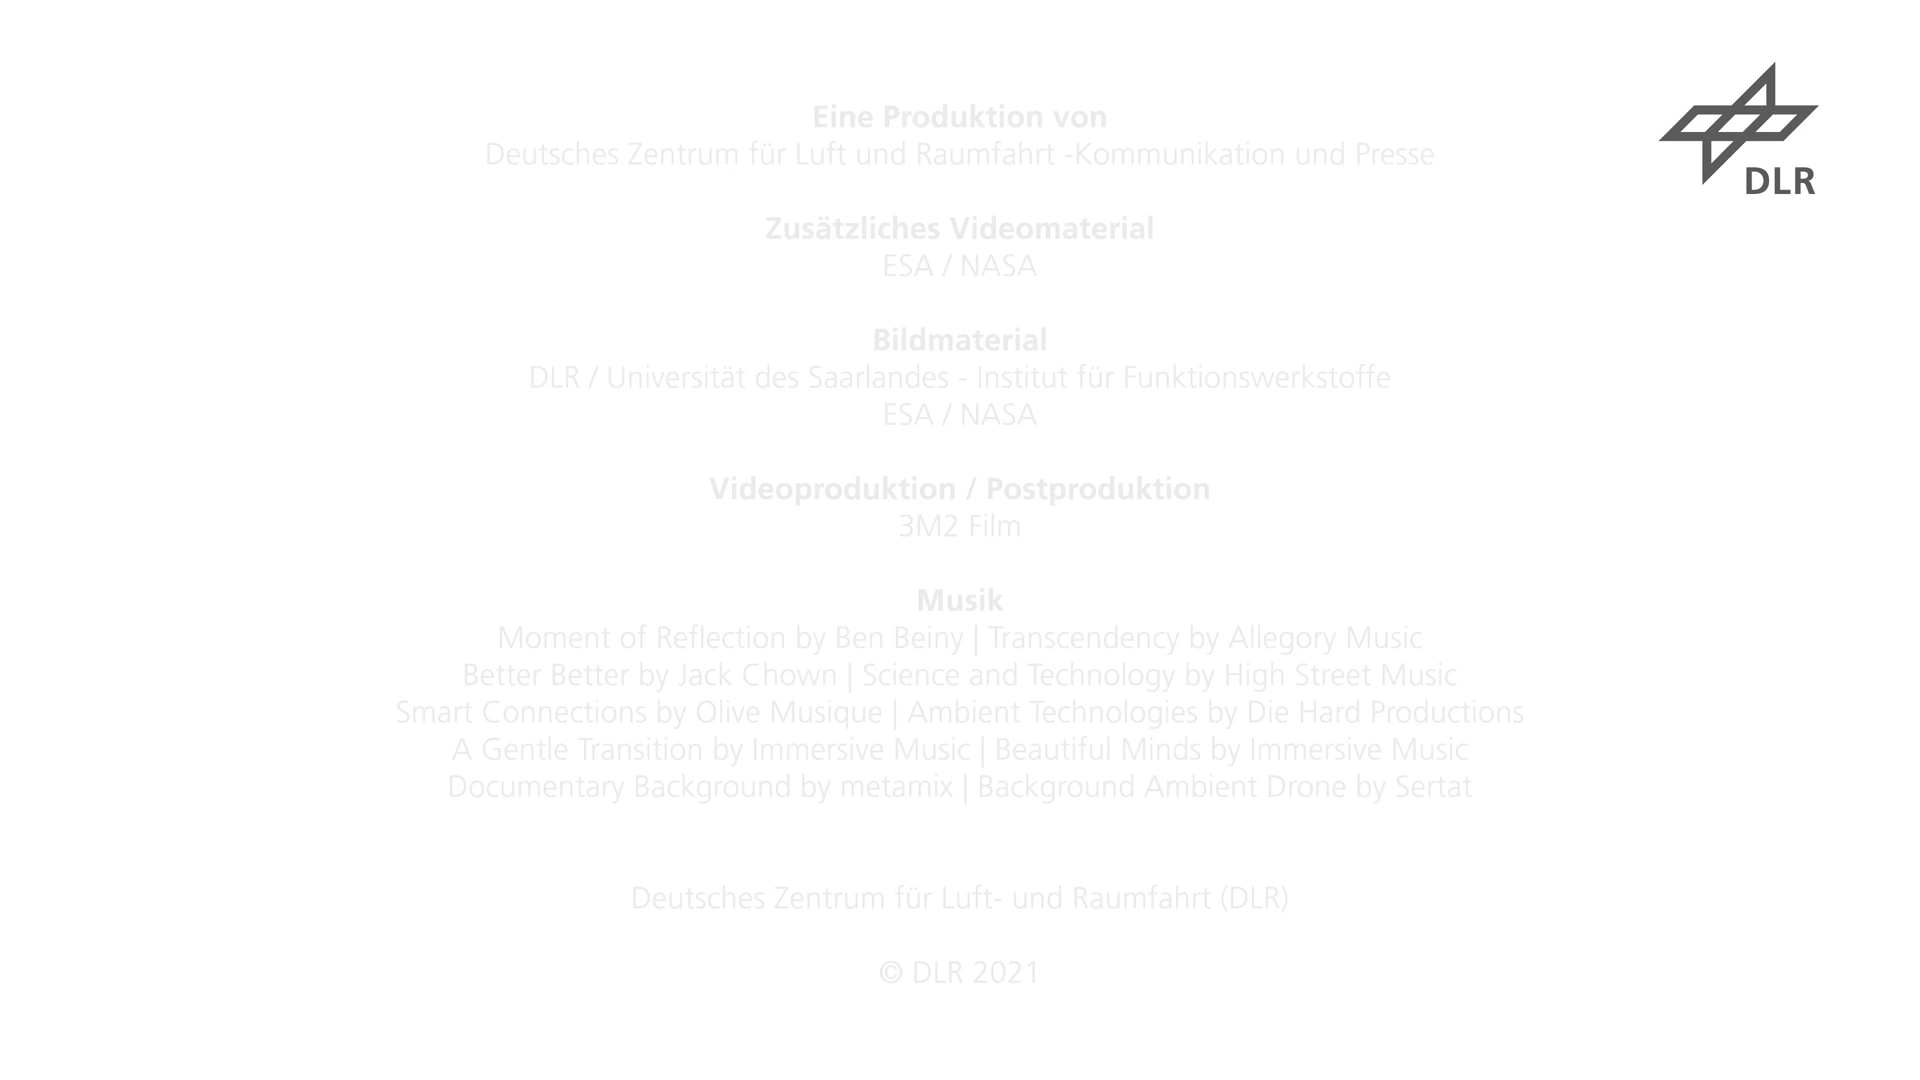 Eine Produktion von
Deutsches Zentrum für Luft und Raumfahrt -Kommunikation und Presse
DLR
Zusätzliches Videomaterial
ESA / NASA
Bildmaterial
DLR / Universität des Saarlandes - Institut für Funktionswerkstoffe
ESA / NASA
Videoproduktion / Postproduktion
3M2 Film
Musik
Moment of Reflection by Ben Beiny | Transcendency by Allegory Music
Better Better by Jack Chown | Science and Technology by High Street Music
Smart Connections by Olive Musique | Ambient Technologies by Die Hard Productions
A Gentle Transition by Immersive Music | Beautiful Minds by Immersive Music
Documentary Background by metamix | Background Ambient Drone by Sertat
Deutsches Zentrum für Luft- und Raumfahrt (DLR)
© DLR 2021